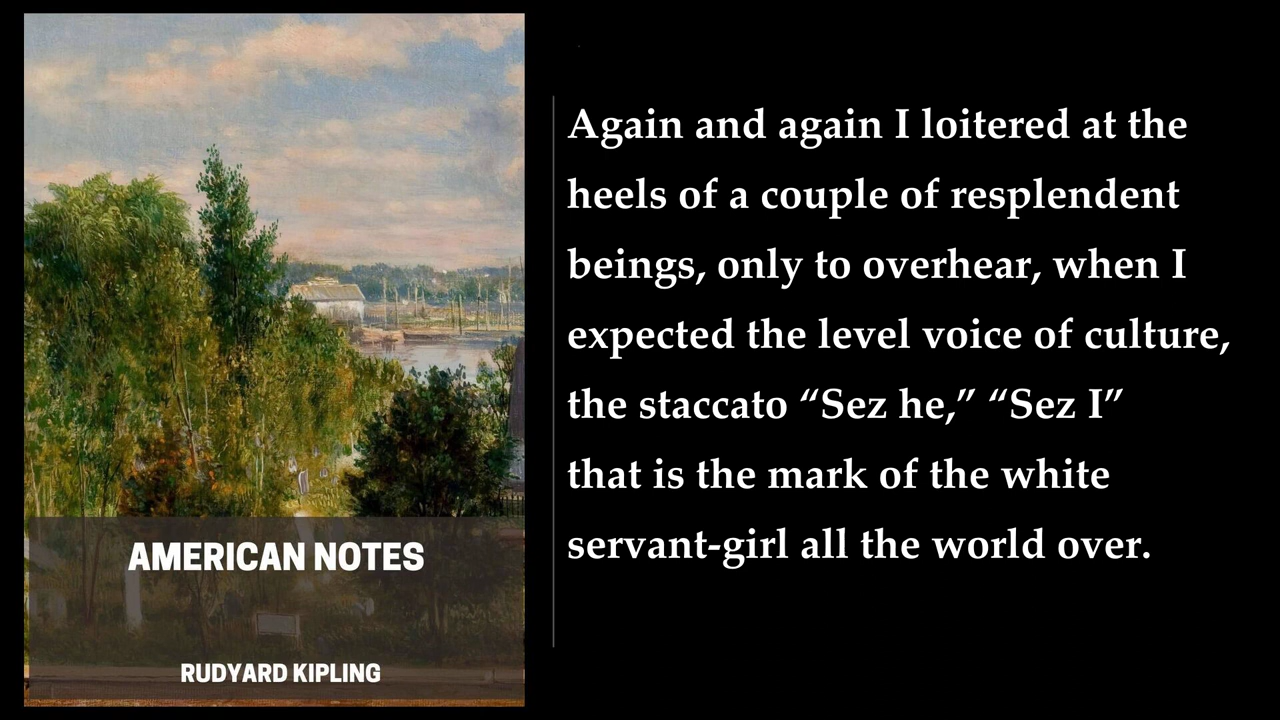 AMERICAN NOTES
RUDYARD KIPLING
Again and again I loitered at the
heels of a couple of resplendent
beings, only to overhear, when I
expected the level voice of culture,
the staccato “Sez he,” “Sez I”
that is the mark of the white
servant-girl all the world over.